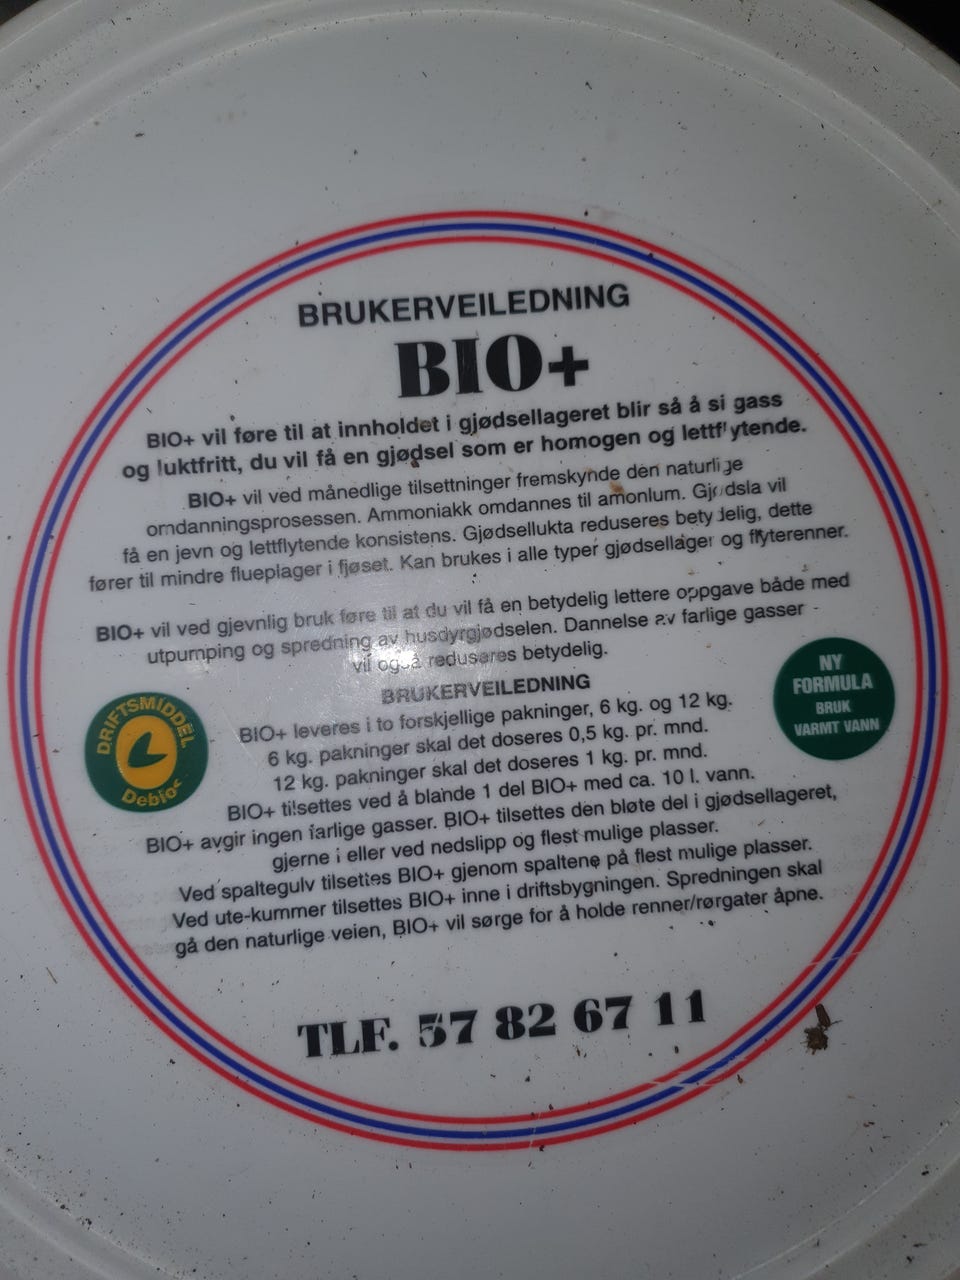 BRUKERVEILEDNING
BIO+
BIO+ vil føre til at innholdet i gjødsellageret blir så å si gass
og luktfritt, du vil få en gjødsel som er homogen og lettflytende.
BIO+ vil ved månedlige tilsettninger fremskynde den naturlige
omdanningsprosessen. Ammoniakk omdannes til amonium. Gjødsla vil
få en jevn og lettflytende konsistens. Gjødsellukta reduseres betydelig, dette
fører til mindre flueplager i fjøset. Kan brukes i alle typer gjødsellager og flyterenner.
BIO+ vil ved gjevnlig bruk føre til at du vil få en betydelig lettere oppgave både med
utpumping og spredning av husdyrgjødselen. Dannelse av farlige gasser
vil også reduseres betydelig.
BRUKERVEILEDNING
BIO+ leveres i to forskjellige pakninger, 6 kg. og 12 kg.
6 kg. pakninger skal det doseres 0,5 kg. pr. mnd.
12 kg. pakninger skal det doseres 1 kg. pr. mnd.
BIO+ tilsettes ved å blande 1 del BIO+ med ca. 10 l. vann.
BIO+ avgir ingen farlige gasser. BIO+ tilsettes den bløte del i gjødsellageret,
gjerne i eller ved nedslipp og flest mulige plasser.
Ved spaltegulv tilsettes BIO+ gjenom spaltene på flest mulige plasser.
Ved ute-kummer tilsettes BIO+ inne i driftsbygningen. Spredningen skal
gå den naturlige veien, BIO+ vil sørge for å holde renner/rørgater åpne.
DRIFTSMIDDEL
Debio
NY
FORMULA
BRUK
VARMT VANN
TLF. 57 82 67 11